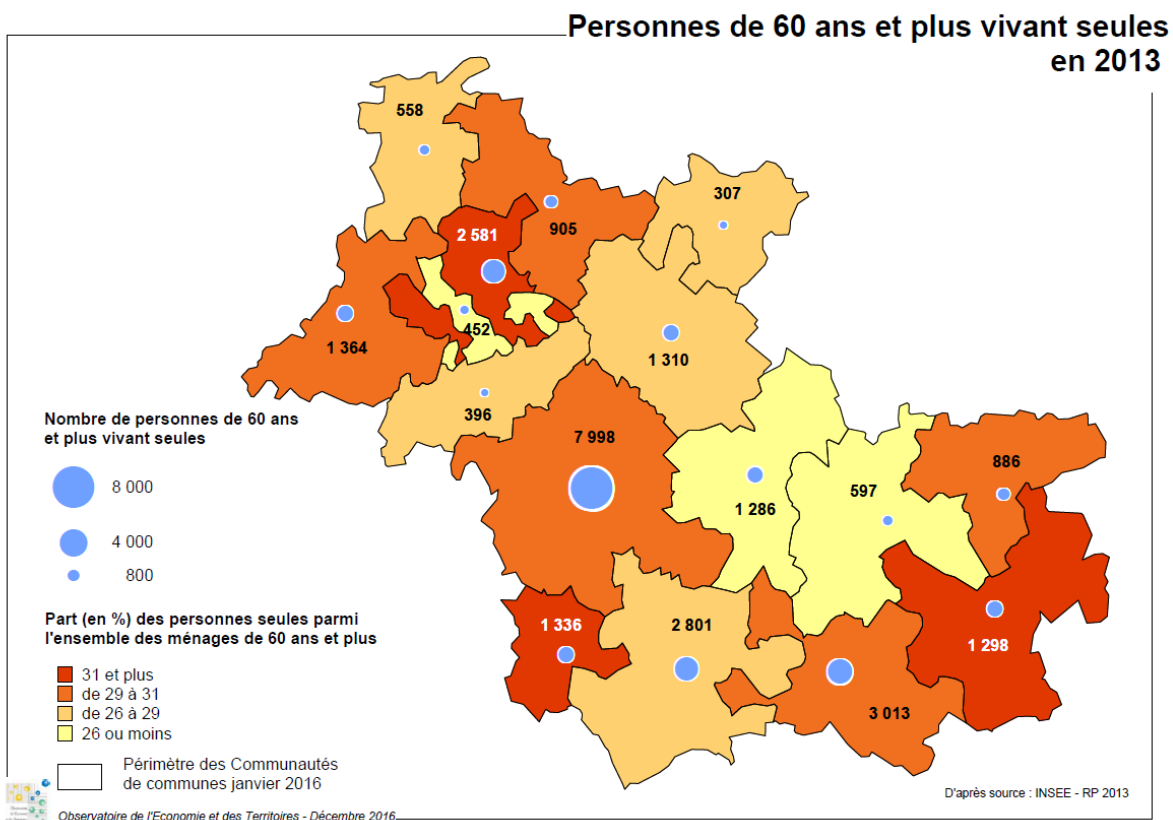 Personnes de 60 ans et plus vivant seules
en 2013
558
307
2 581
905
452
1 364
1 310
396
7 998
886
597
1 286
1 336
2 801
1 298
3 013
Nombre de personnes de 60 ans
et plus vivant seules
8 000
4 000
800
Part (en %) des personnes seules parmi
l'ensemble des ménages de 60 ans et plus
31 et plus
de 29 à 31
de 26 à 29
26 ou moins
Périmètre des Communautés
de communes janvier 2016
D'après source : INSEE - RP 2013
Observatoire de l'Economie et des Territoires - Décembre 2016